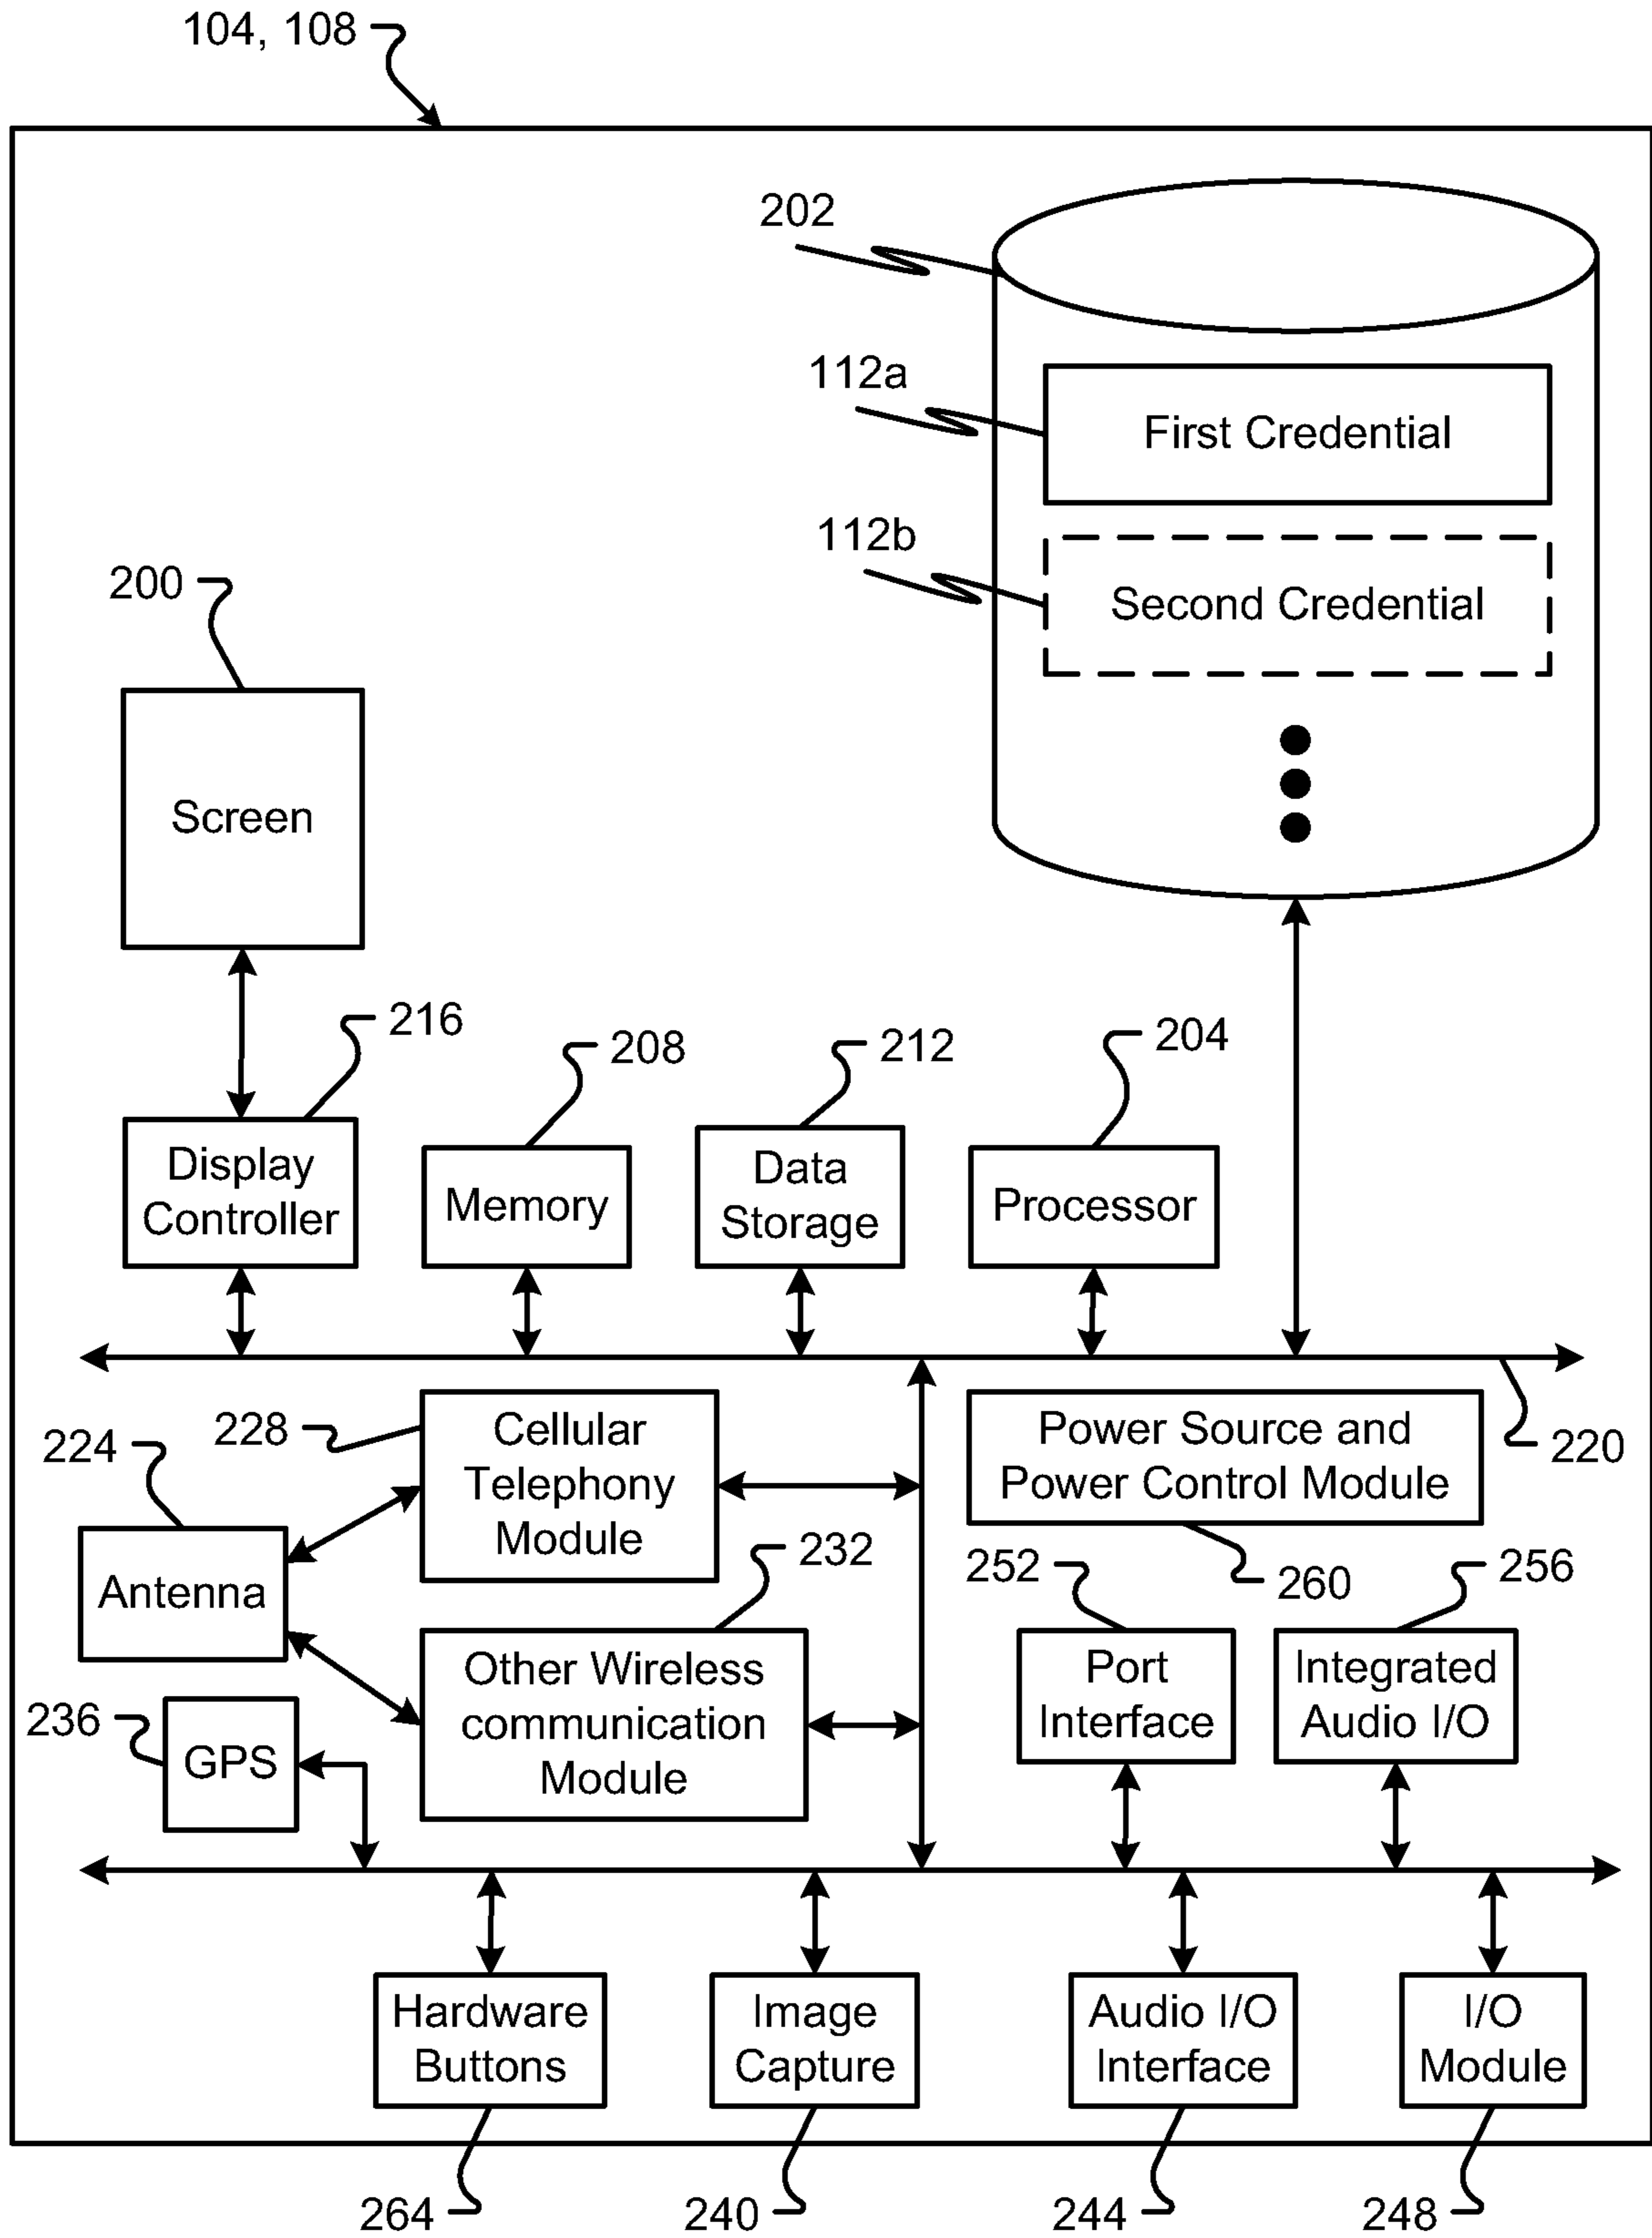 104, 108
202
112a
First Credential
112b
Second Credential
200
Screen
216
208
212
204
Display
Controller
Memory
Data
Storage
Processor
228
Cellular
Telephony
Module
Power Source and
Power Control Module
220
224
Antenna
232
252
260
256
Other Wireless
communication
Module
Port
Interface
Integrated
Audio I/O
236
GPS
Hardware
Buttons
Image
Capture
Audio I/O
Interface
I/O
Module
264
240
244
248